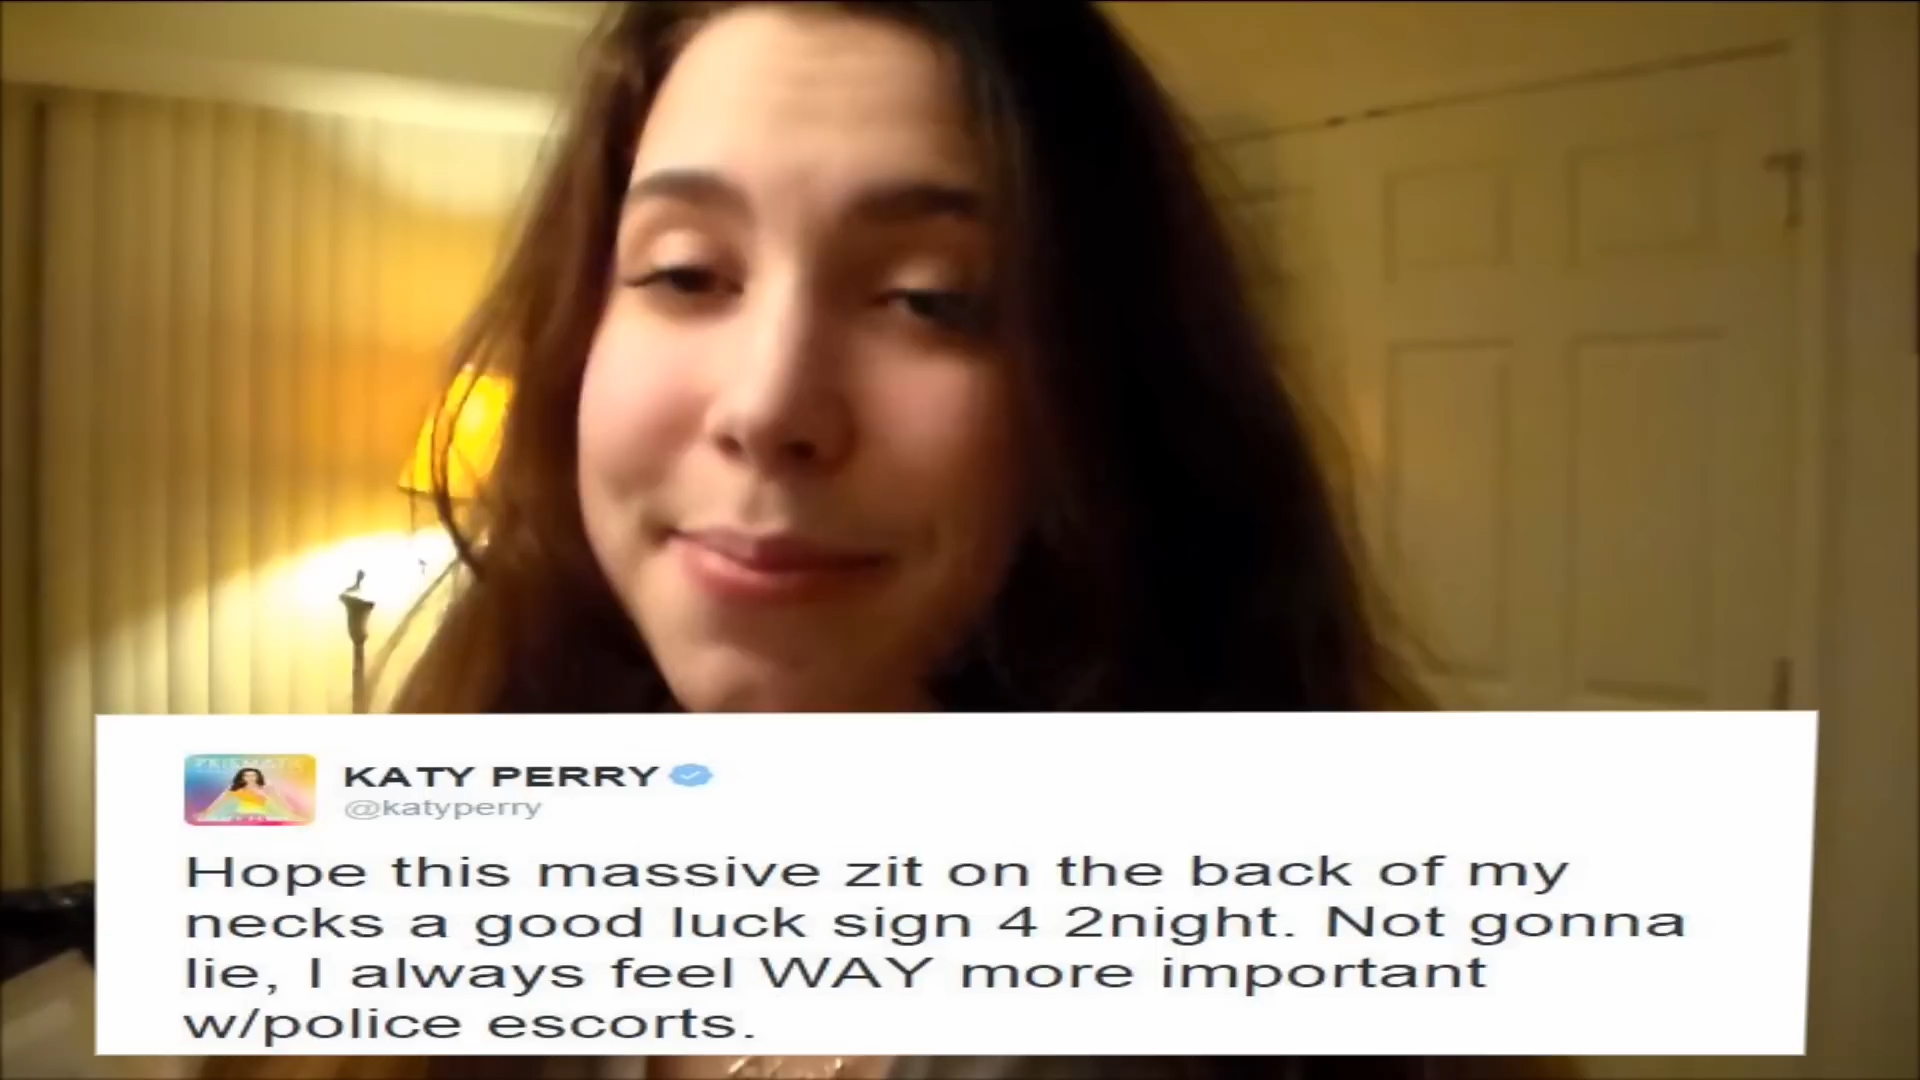 PRISMATIC
KATY PERRY
@katyperry
Hope this massive zit on the back of my
necks a good luck sign 4 2night. Not gonna
lie, I always feel WAY more important
w/police escorts.